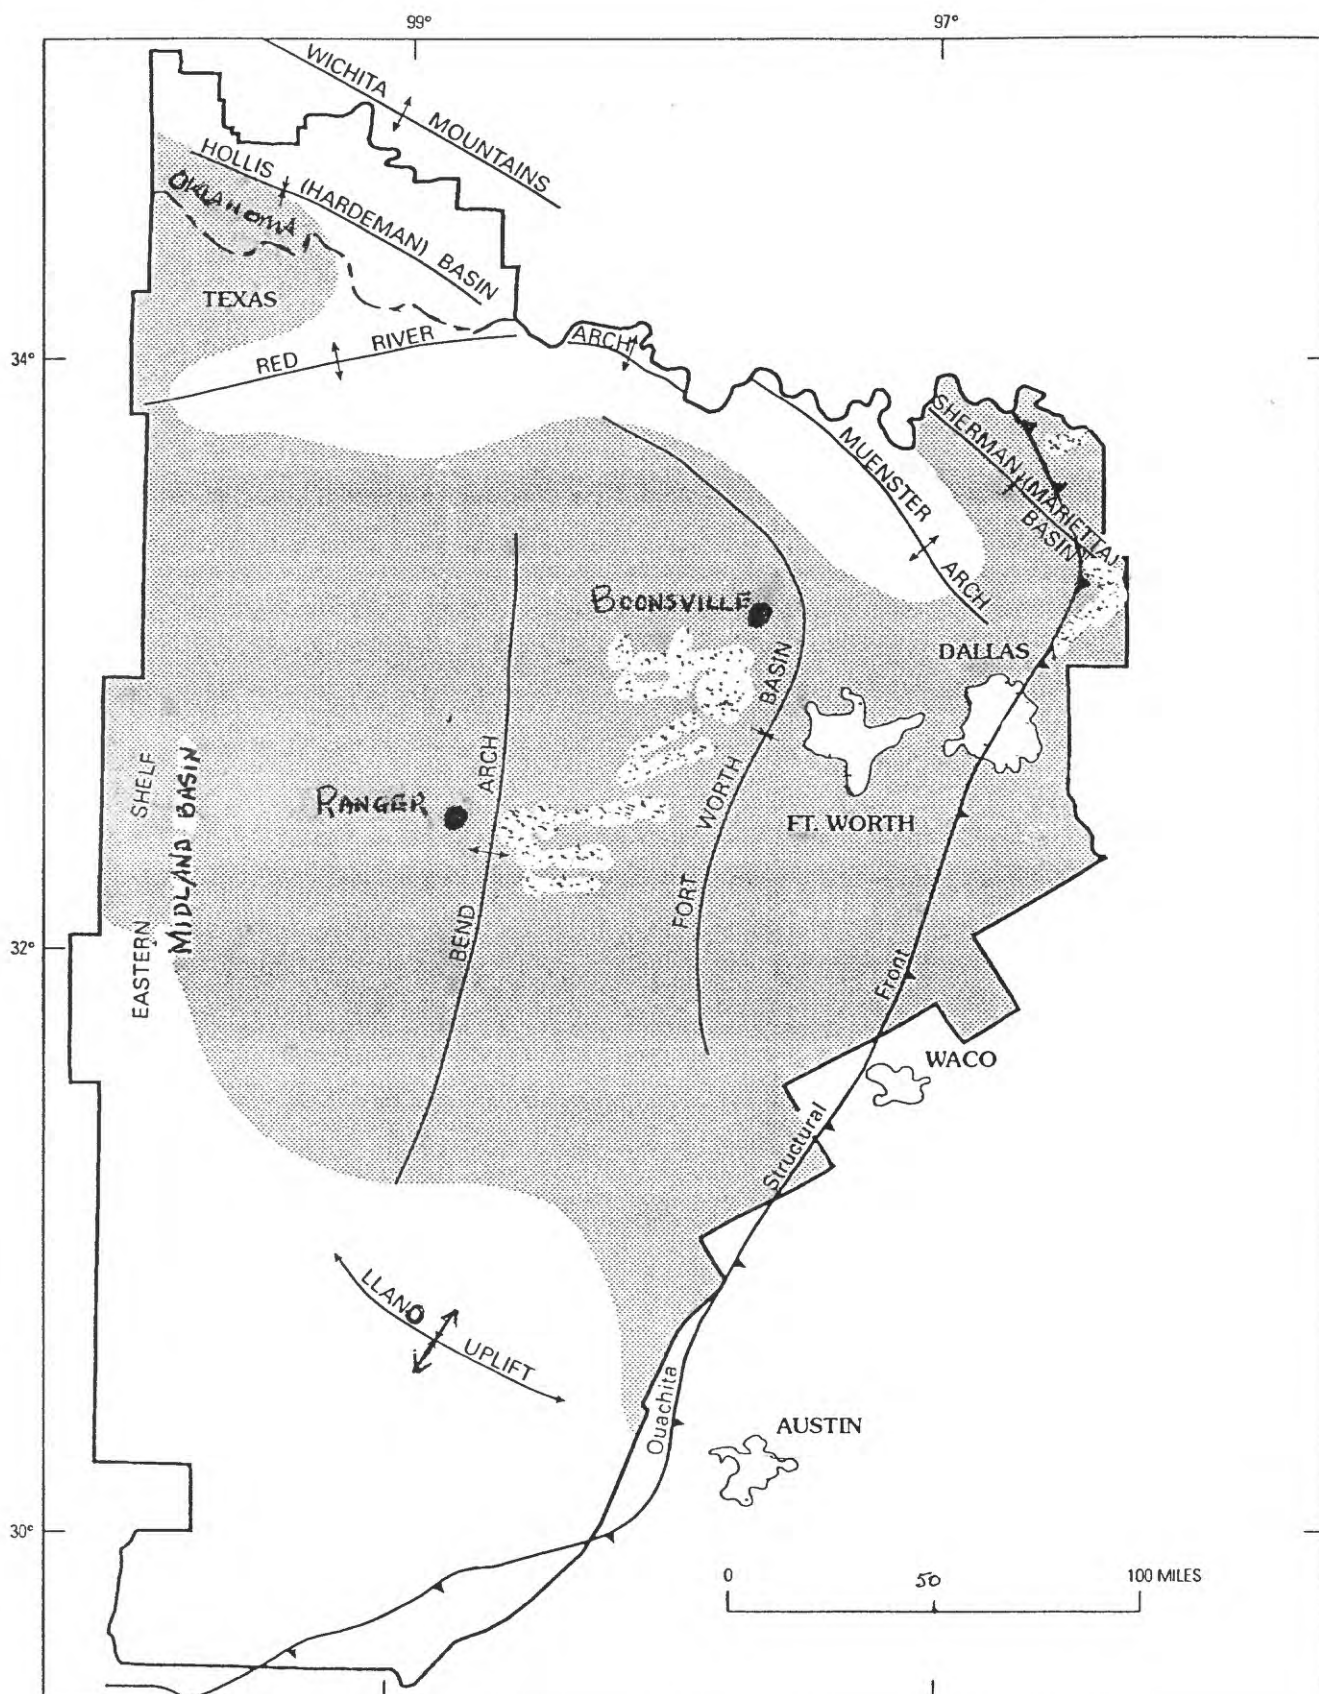 99°
97°
WICHITA MOUNTAINS
HOLLIS (HARDEMAN) BASIN
OKLAHOMA
TEXAS
RED RIVER ARCH
34°
MUENSTER ARCH
SHERMAN (MARIETTA)
BASIN
BOONSVILLE
DALLAS
BASIN
WORTH
FORT
FT. WORTH
ARCH
BEND
RANGER
SHELF
EASTERN
MIDLAND BASIN
32°
Front
WACO
Structural
LLANO UPLIFT
Ouachita
AUSTIN
30°
0 50 100 MILES